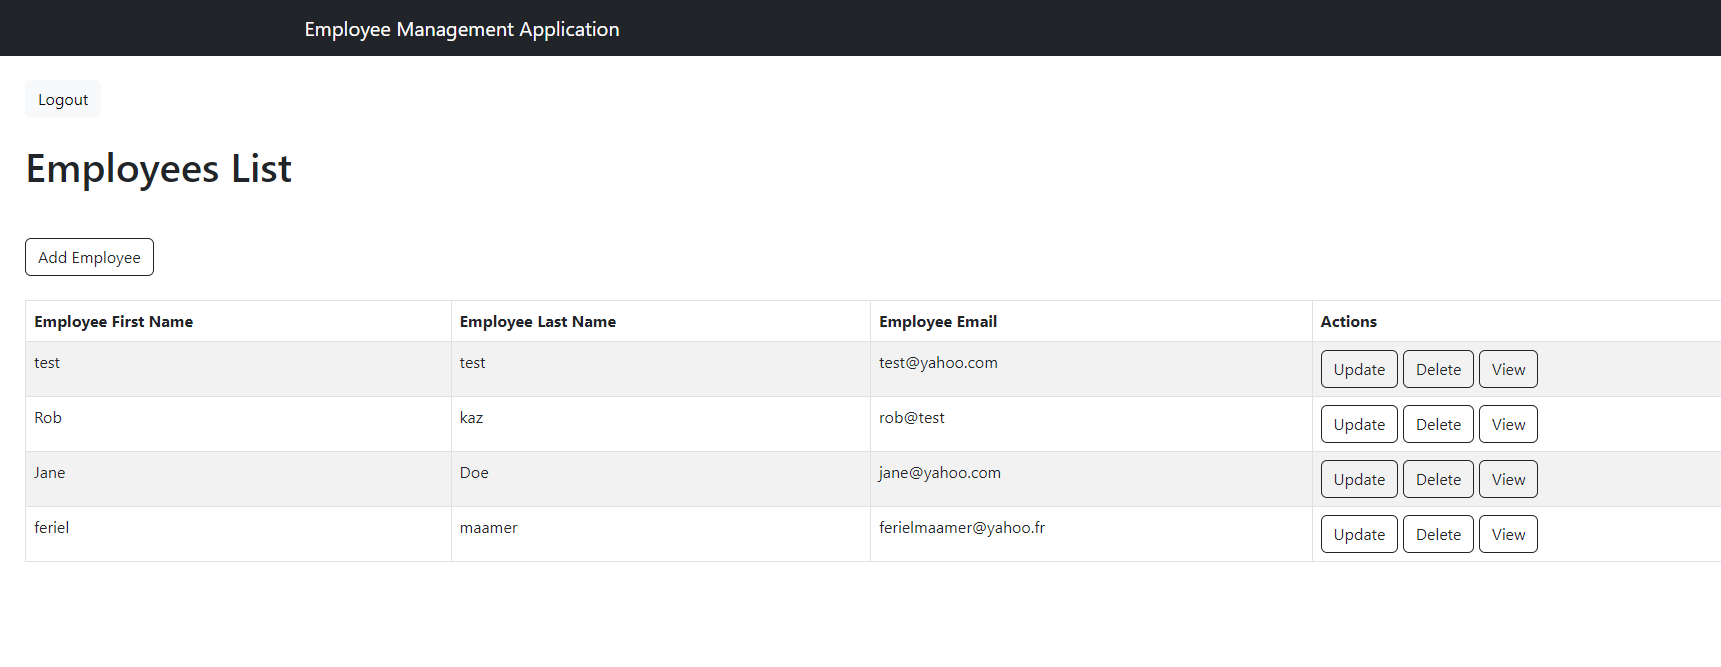 Employee Management Application
Logout
Employees List
Add Employee
Employee First Name Employee Last Name Employee Email Actions
test test test@yahoo.com Update Delete View
Rob kaz rob@test Update Delete View
Jane Doe jane@yahoo.com Update Delete View
feriel maamer ferielmaamer@yahoo.fr Update Delete View